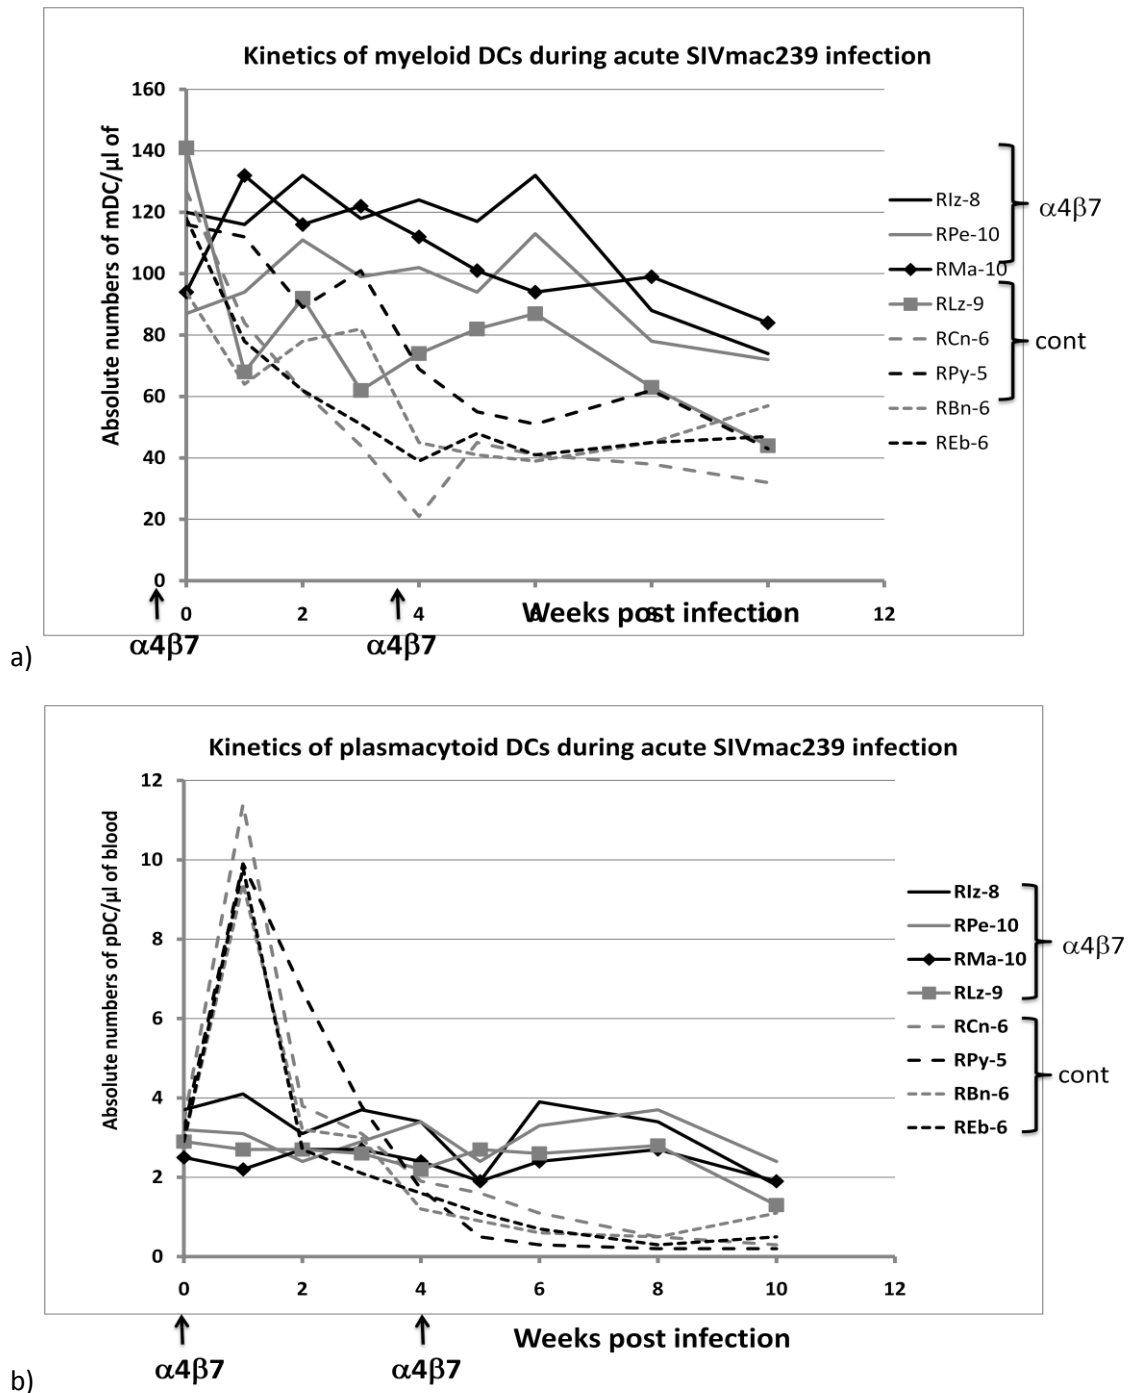 Kinetics of myeloid DCs during acute SIVmac239 infection
Absolute numbers of mDC/µl of
160
140
120
100
80
60
40
20
0
0 2 4 6 8 10 12
Weeks post infection
RIz-8
RPe-10
RMa-10
RLz-9
RCn-6
RPy-5
RBn-6
REb-6
α4β7
cont
α4β7 α4β7
a)
Kinetics of plasmacytoid DCs during acute SIVmac239 infection
Absolute numbers of pDC/µl of blood
12
10
8
6
4
2
0
0 2 4 6 8 10 12
Weeks post infection
RIz-8
RPe-10
RMa-10
RLz-9
RCn-6
RPy-5
RBn-6
REb-6
α4β7
cont
α4β7 α4β7
b)